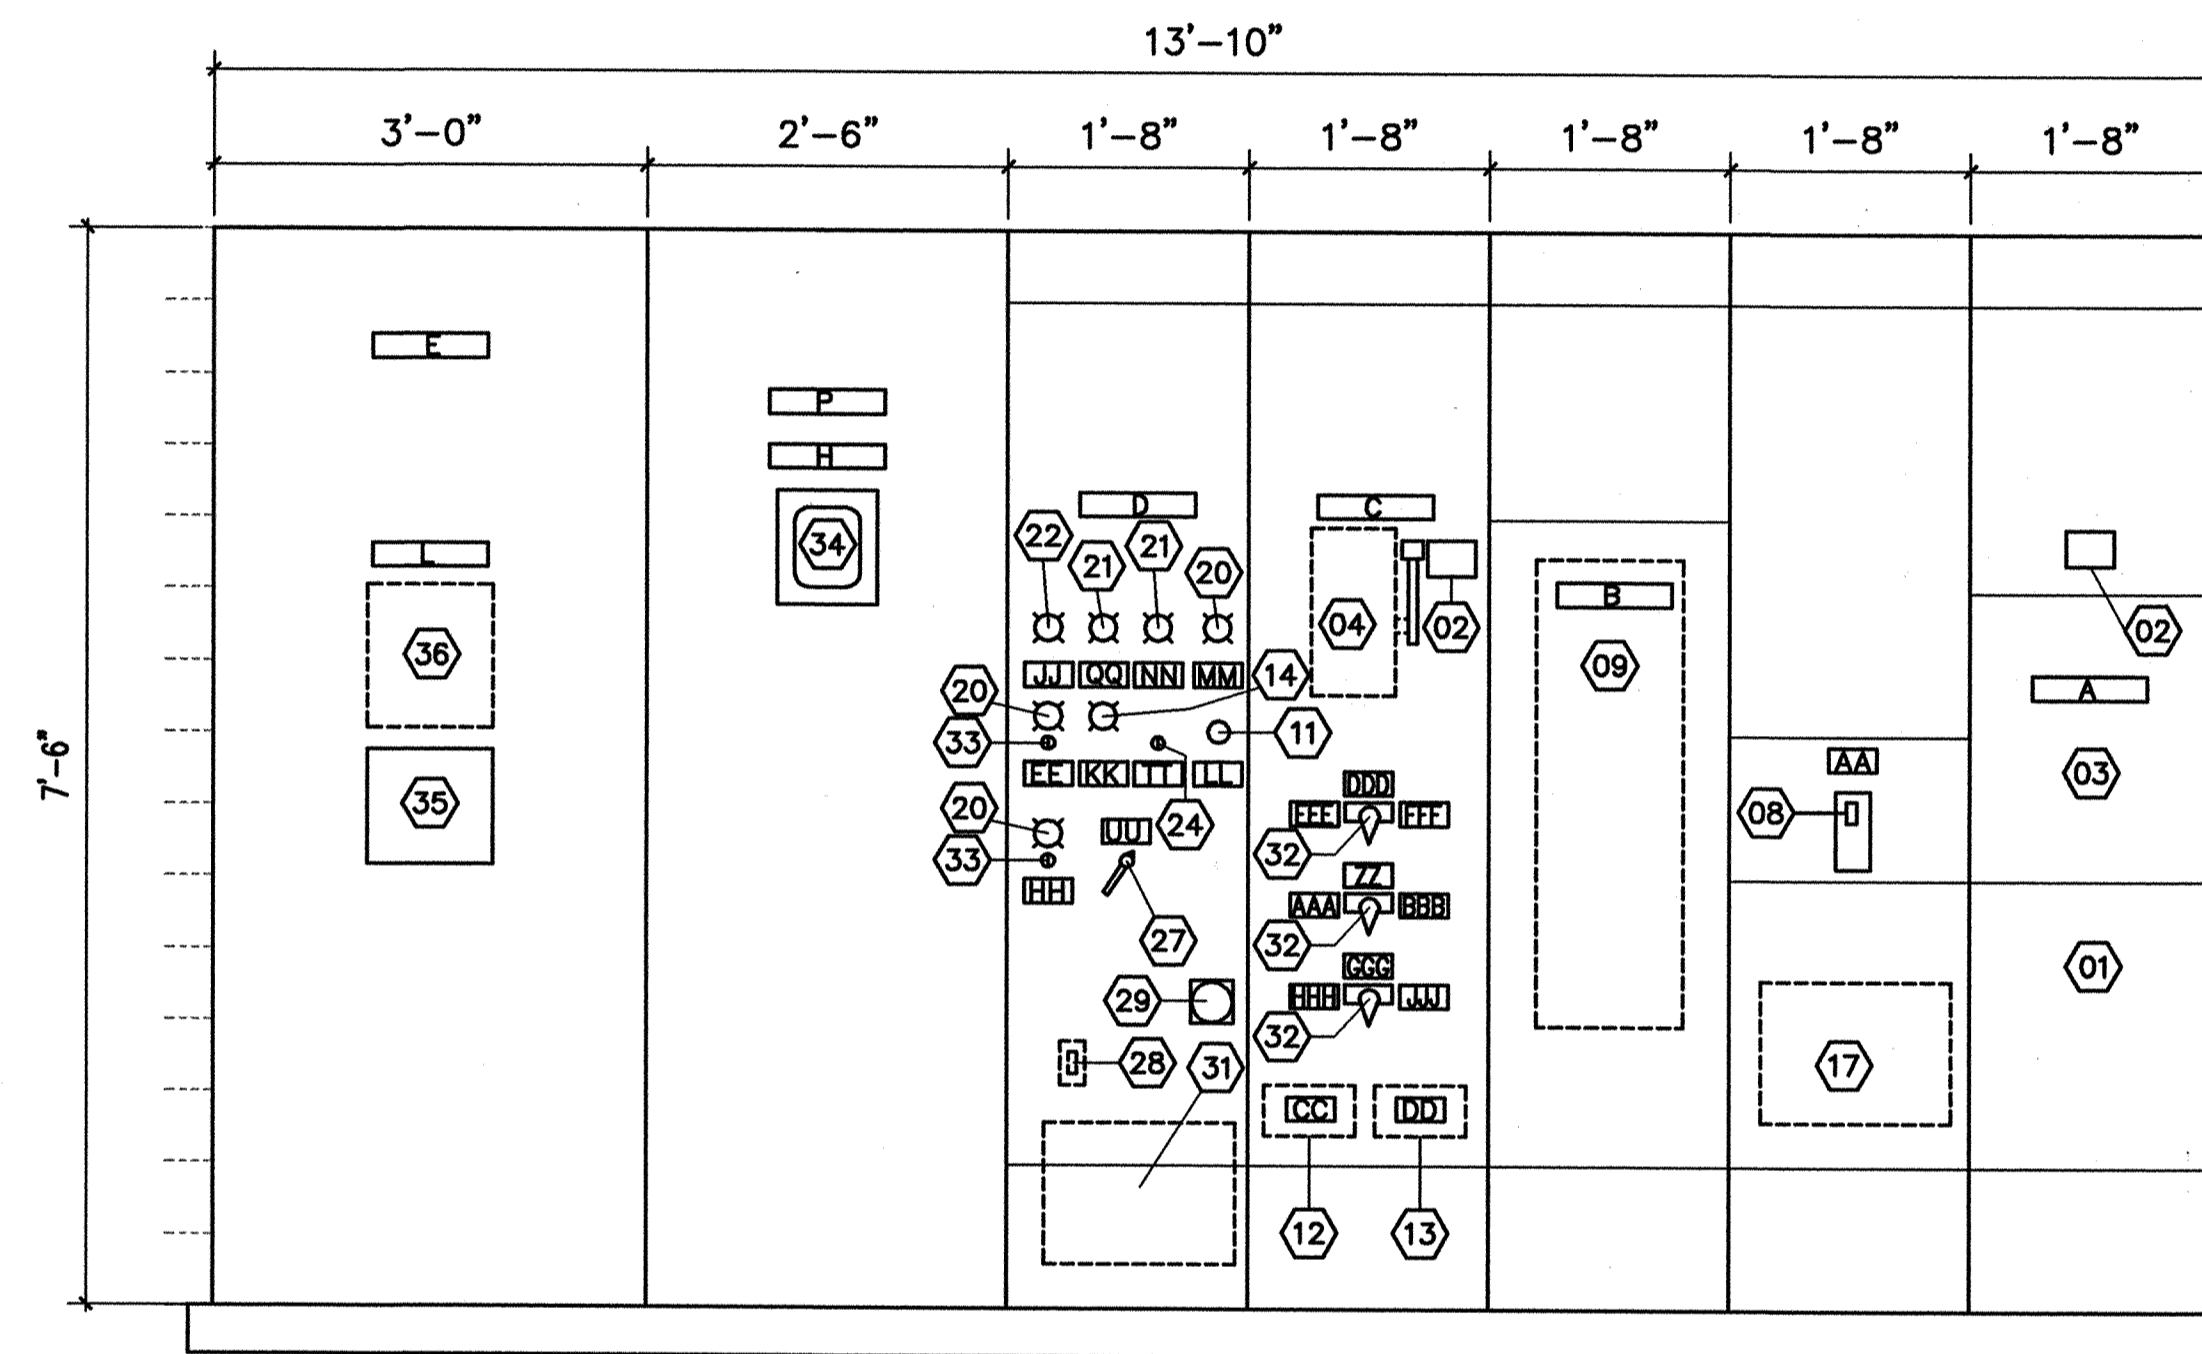 13'-10"
3'-0" 2'-6" 1'-8" 1'-8" 1'-8" 1'-8" 1'-8"
7'-6"
E
L
36
35
P
H
34
D
22 21 21 20
JJ QQ NN MM
20 14
33 11
EE KK TT LL
20 UU 24
33
HH
27
29
28 31
C
04 02
DDD
EEE FFF
32
ZZ
AAA BBB
32
GGG
HHH JJJ
32
CC DD
12 13
B
09
AA
08
17
02
A
03
01